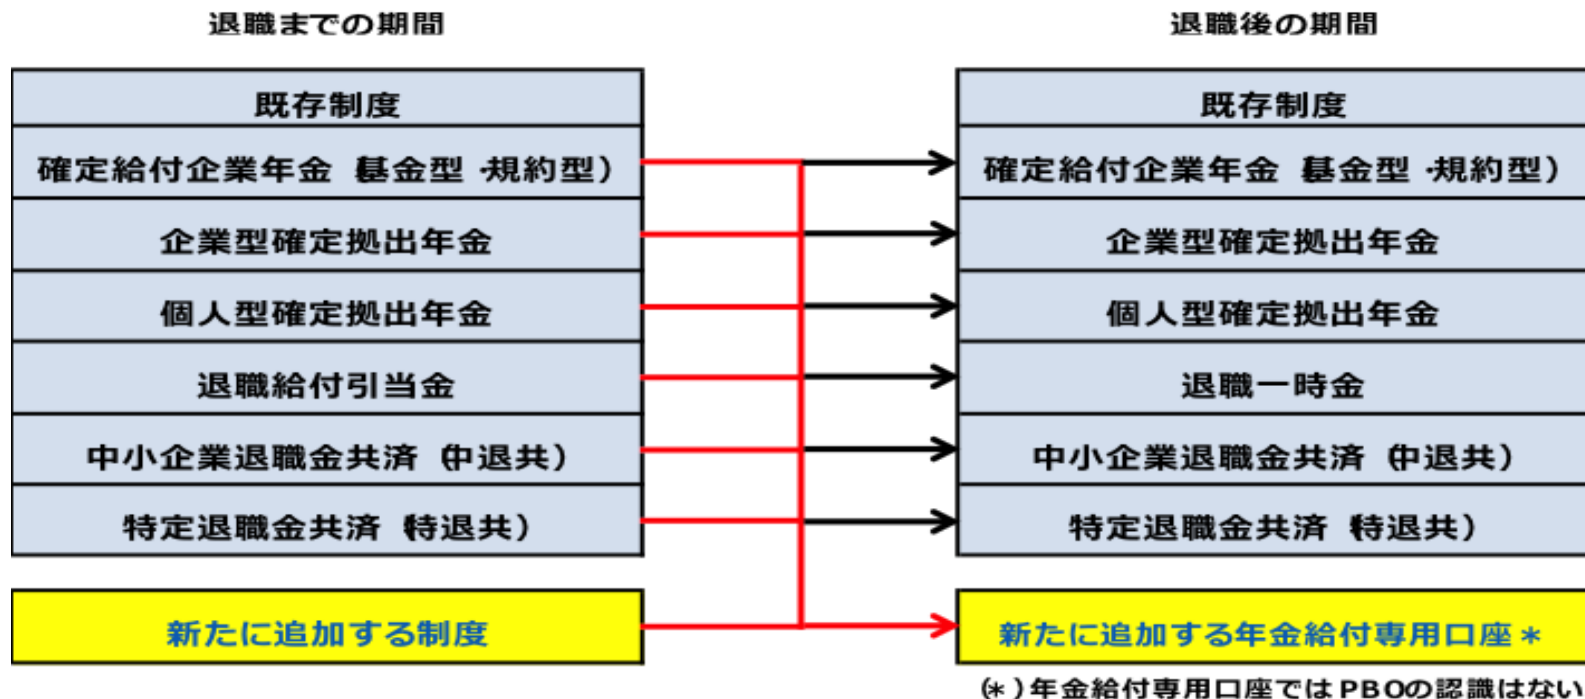 退職までの期間
退職後の期間
既存制度
確定給付企業年金（基金型・規約型）
企業型確定拠出年金
個人型確定拠出年金
退職給付引当金
中小企業退職金共済（中退共）
特定退職金共済（特退共）
新たに追加する制度
既存制度
確定給付企業年金（基金型・規約型）
企業型確定拠出年金
個人型確定拠出年金
退職一時金
中小企業退職金共済（中退共）
特定退職金共済（特退共）
新たに追加する年金給付専用口座＊
（＊）年金給付専用口座ではPBOの認識はない